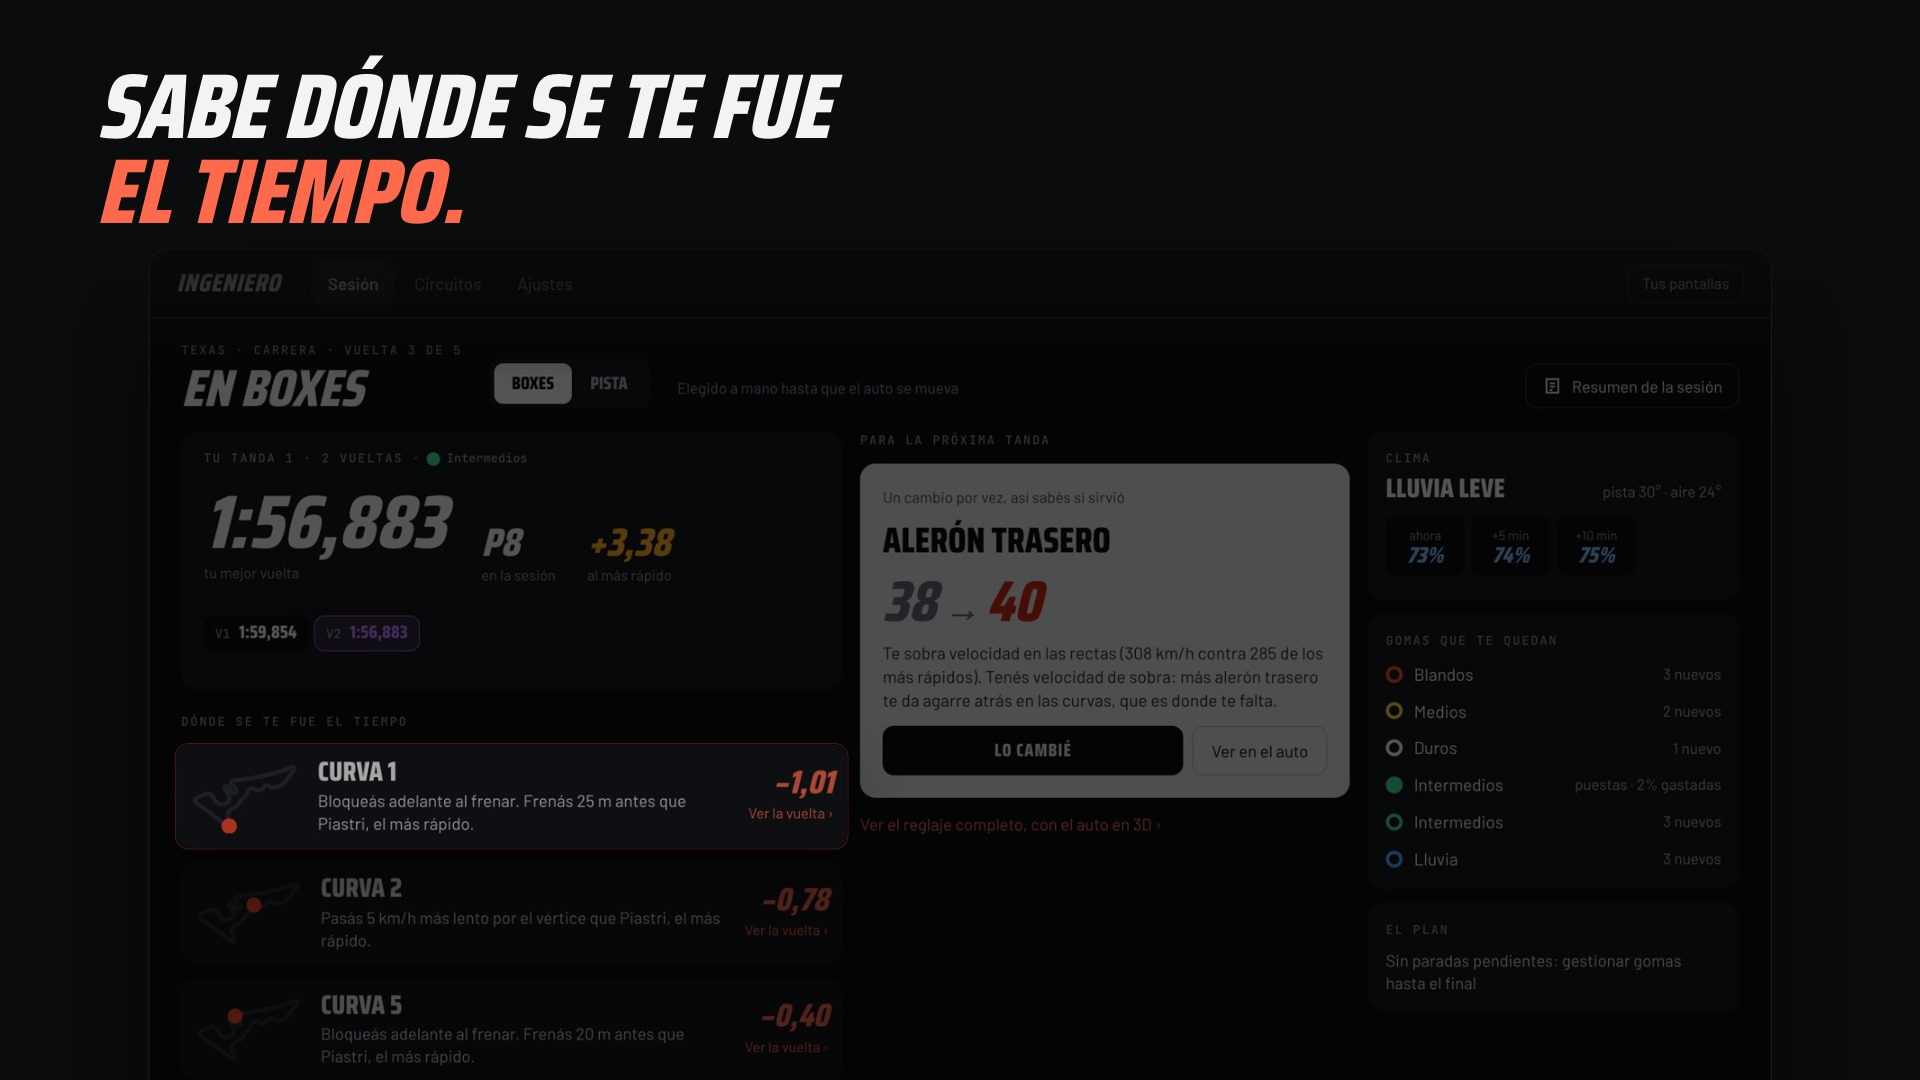 SABE DÓNDE SE TE FUE
EL TIEMPO.
INGENIERO
Sesión
Circuitos
Ajustes
Tus pantallas
TEXAS · CARRERA · VUELTA 3 DE 5
EN BOXES
BOXES
PISTA
Elegido a mano hasta que el auto se mueva
Resumen de la sesión
TU TANDA 1 · 2 VUELTAS · Intermedios
1:56,883
tu mejor vuelta
P8
en la sesión
+3,38
al más rápido
V1 1:59,854
V2 1:56,883
DÓNDE SE TE FUE EL TIEMPO
CURVA 1
Bloqueás adelante al frenar. Frenás 25 m antes que
Piastri, el más rápido.
−1,01
Ver la vuelta ›
CURVA 2
Pasás 5 km/h más lento por el vértice que Piastri, el más
rápido.
−0,78
Ver la vuelta ›
CURVA 5
Bloqueás adelante al frenar. Frenás 20 m antes que
Piastri, el más rápido.
−0,40
Ver la vuelta ›
PARA LA PRÓXIMA TANDA
Un cambio por vez, así sabés si sirvió
ALERÓN TRASERO
38 → 40
Te sobra velocidad en las rectas (308 km/h contra 285 de los
más rápidos). Tenés velocidad de sobra: más alerón trasero
te da agarre atrás en las curvas, que es donde te falta.
LO CAMBIÉ
Ver en el auto
Ver el reglaje completo, con el auto en 3D ›
CLIMA
LLUVIA LEVE
pista 30° · aire 24°
ahora
73%
+5 min
74%
+10 min
75%
GOMAS QUE TE QUEDAN
Blandos 3 nuevos
Medios 2 nuevos
Duros 1 nuevo
Intermedios puestas · 2% gastadas
Intermedios 3 nuevos
Lluvia 3 nuevos
EL PLAN
Sin paradas pendientes: gestionar gomas
hasta el final